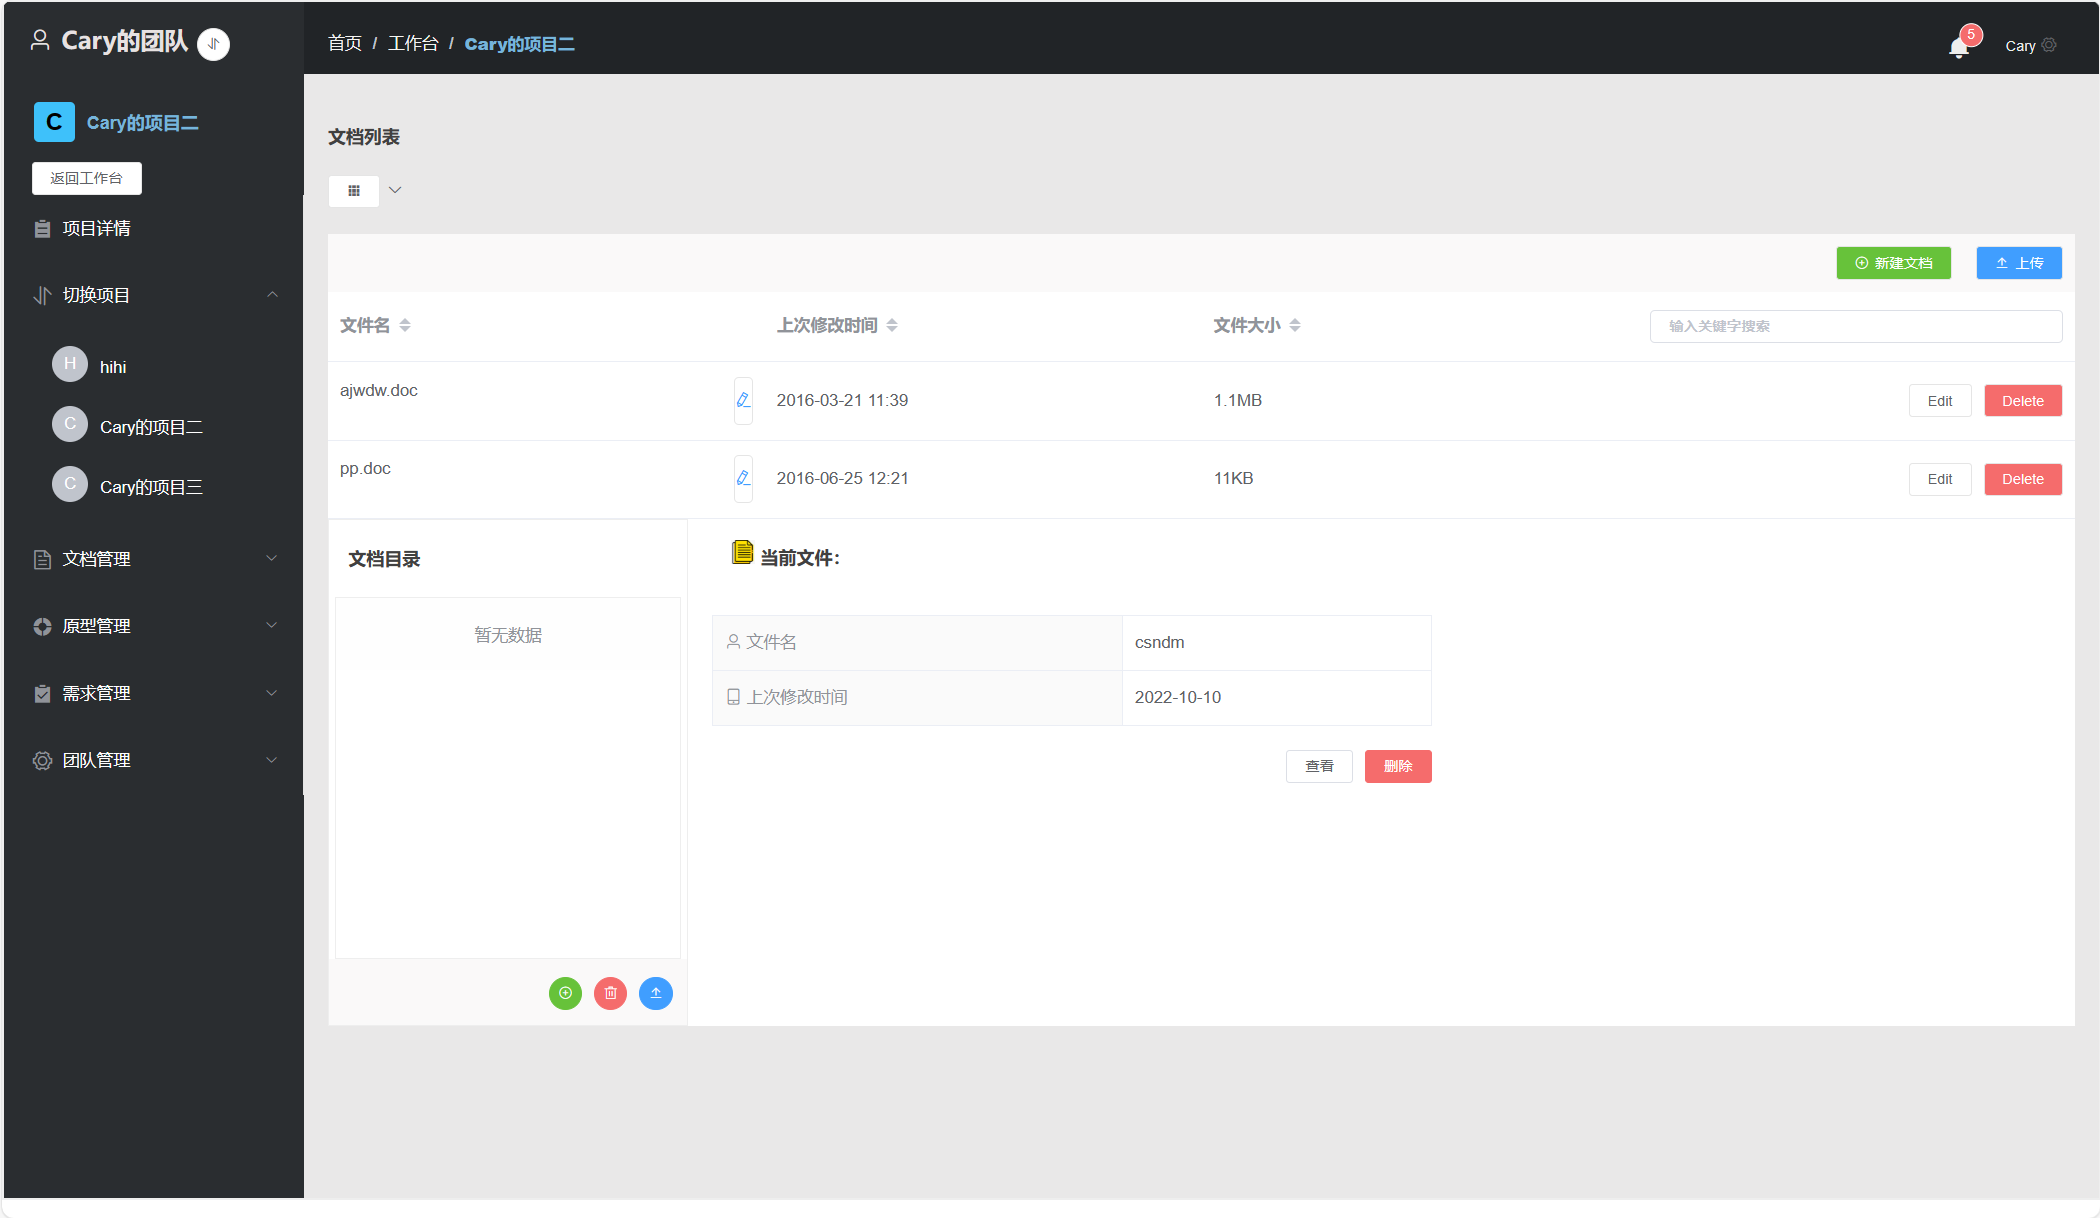 Cary的团队
首页 / 工作台 / Cary的项目二
5
Cary
C Cary的项目二
返回工作台
项目详情
切换项目
H hihi
C Cary的项目二
C Cary的项目三
文档管理
原型管理
需求管理
团队管理
文档列表
新建文档 上传
文件名 上次修改时间 文件大小 输入关键字搜索
ajwdw.doc 2016-03-21 11:39 1.1MB Edit Delete
pp.doc 2016-06-25 12:21 11KB Edit Delete
文档目录
暂无数据
当前文件：
文件名 csndm
上次修改时间 2022-10-10
查看 删除